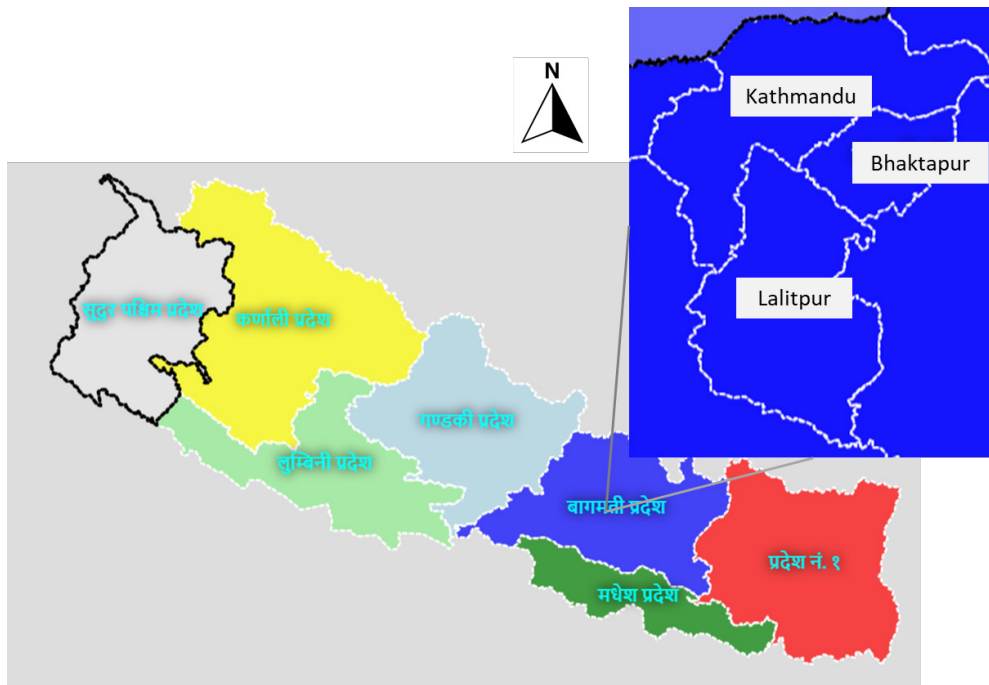 N
Kathmandu
Bhaktapur
Lalitpur
सुदुर पश्चिम प्रदेश
कर्णाली प्रदेश
गण्डकी प्रदेश
लुम्बिनी प्रदेश
बागमती प्रदेश
प्रदेश नं. १
मधेश प्रदेश